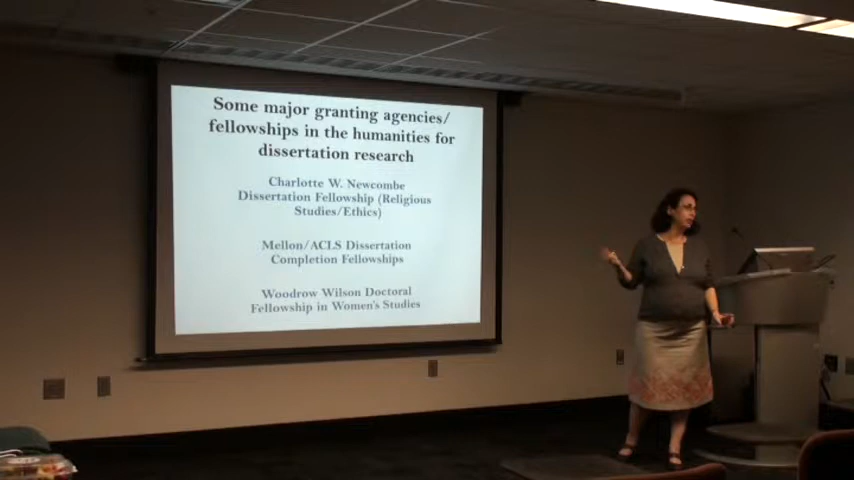 Some major granting agencies/
fellowships in the humanities for
dissertation research
Charlotte W. Newcombe
Dissertation Fellowship (Religious
Studies/Ethics)
Mellon/ACLS Dissertation
Completion Fellowships
Woodrow Wilson Doctoral
Fellowship in Women's Studies